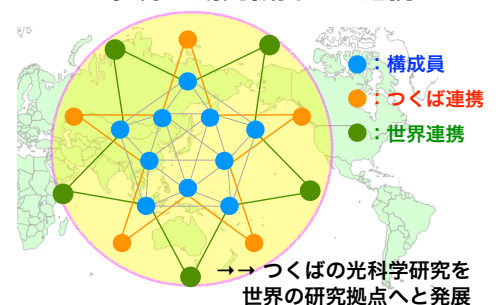 ：構成員
：つくば連携
：世界連携
→→ つくばの光科学研究を
世界の研究拠点へと発展